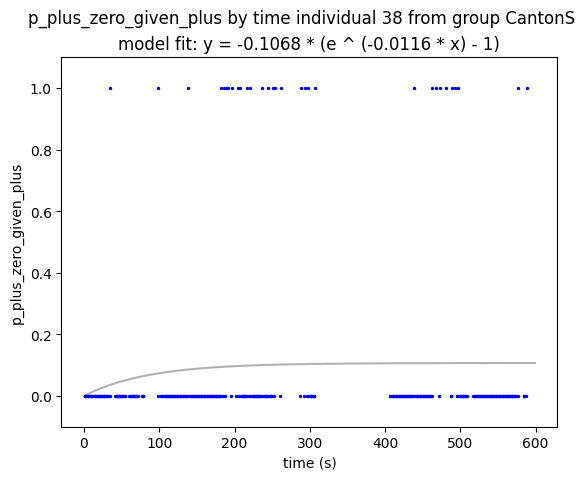 p_plus_zero_given_plus by time individual 38 from group CantonS
model fit: y = -0.1068 * (e ^ (-0.0116 * x) - 1)
1.0
0.8
0.6
0.4
0.2
0.0
p_plus_zero_given_plus
0 100 200 300 400 500 600
time (s)